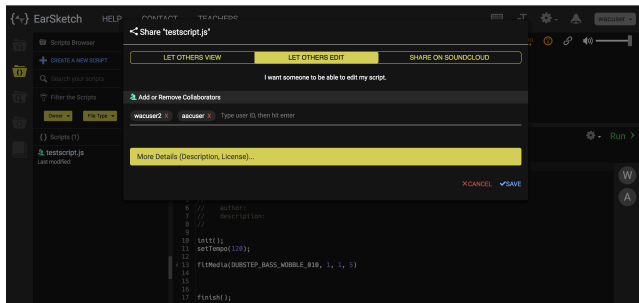 EarSketch HELP CONTACT TEACHERS wacuser
Share "testscript.js"
LET OTHERS VIEW LET OTHERS EDIT SHARE ON SOUNDCLOUD
I want someone to be able to edit my script.
Add or Remove Collaborators
wacuser2 X aacuser X Type user ID, then hit enter
More Details (Description, License)...
XCANCEL SAVE
Scripts Browser
+ CREATE A NEW SCRIPT
Search your scripts
Filter the Scripts
Owner File Type
{} Scripts (1)
testscript.js
Last modified:
Run >
W
A
5
6 // author:
7 // description:
8 //
9
10 init();
11 setTempo(120);
12
13 fitMedia(DUBSTEP_BASS_WOBBLE_010, 1, 1, 5)
14
15
16
17 finish();